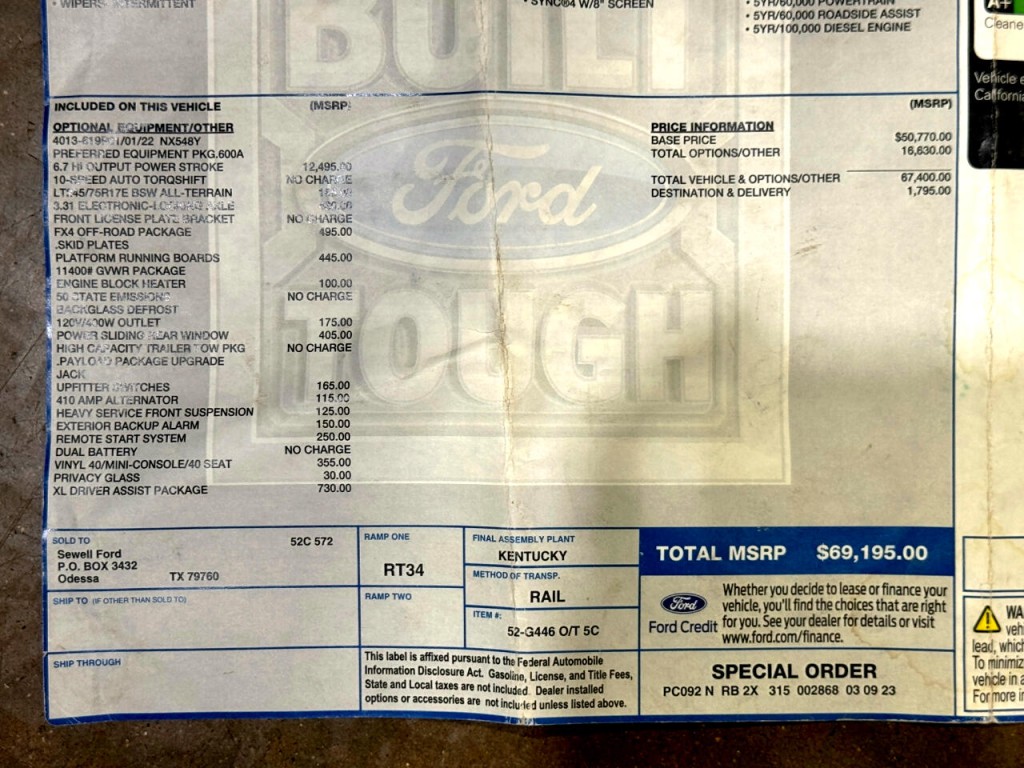 • WIPERS- INTERMITTENT
• SYNC®4 W/8" SCREEN
• 5YR/60,000 POWERTRAIN
• 5YR/60,000 ROADSIDE ASSIST
• 5YR/100,000 DIESEL ENGINE
A+
Cleane
Vehicle e
California
BUILT
Ford
TOUGH
INCLUDED ON THIS VEHICLE (MSRP)
OPTIONAL EQUIPMENT/OTHER
NX548Y
PREFERRED EQUIPMENT PKG.600A
6.7 HI OUTPUT POWER STROKE 12,495.00
10-SPEED AUTO TORQSHIFT NO CHARGE
BSW ALL-TERRAIN
3.31 ELECTRONIC-LOCKING AXLE
FRONT LICENSE PLATE BRACKET NO CHARGE
FX4 OFF-ROAD PACKAGE 495.00
.SKID PLATES
PLATFORM RUNNING BOARDS 445.00
11400# GVWR PACKAGE
ENGINE BLOCK HEATER 100.00
50 STATE EMISSIONS NO CHARGE
BACKGLASS DEFROST
120V/400W OUTLET 175.00
POWER SLIDING REAR WINDOW 405.00
HIGH CAPACITY TRAILER TOW PKG NO CHARGE
.PAYLOAD PACKAGE UPGRADE
JACK
UPFITTER SWITCHES 165.00
410 AMP ALTERNATOR 115.00
HEAVY SERVICE FRONT SUSPENSION 125.00
EXTERIOR BACKUP ALARM 150.00
REMOTE START SYSTEM 250.00
DUAL BATTERY NO CHARGE
VINYL 40/MINI-CONSOLE/40 SEAT 355.00
PRIVACY GLASS 30.00
XL DRIVER ASSIST PACKAGE 730.00
(MSRP)
PRICE INFORMATION
BASE PRICE $50,770.00
TOTAL OPTIONS/OTHER 16,630.00
TOTAL VEHICLE & OPTIONS/OTHER 67,400.00
DESTINATION & DELIVERY 1,795.00
SOLD TO 52C 572
Sewell Ford
P.O. BOX 3432
Odessa TX 79760
SHIP TO (IF OTHER THAN SOLD TO)
SHIP THROUGH
RAMP ONE
RT34
RAMP TWO
FINAL ASSEMBLY PLANT
KENTUCKY
METHOD OF TRANSP.
RAIL
ITEM #:
52-G446 O/T 5C
This label is affixed pursuant to the Federal Automobile
Information Disclosure Act. Gasoline, License, and Title Fees,
State and Local taxes are not included. Dealer installed
options or accessories are not included unless listed above.
TOTAL MSRP $69,195.00
Ford
Ford Credit
Whether you decide to lease or finance your
vehicle, you'll find the choices that are right
for you. See your dealer for details or visit
www.ford.com/finance.
SPECIAL ORDER
PC092 N RB 2X 315 002868 03 09 23
WA
veh
lead, which
To minimiz
vehicle in a
For more in